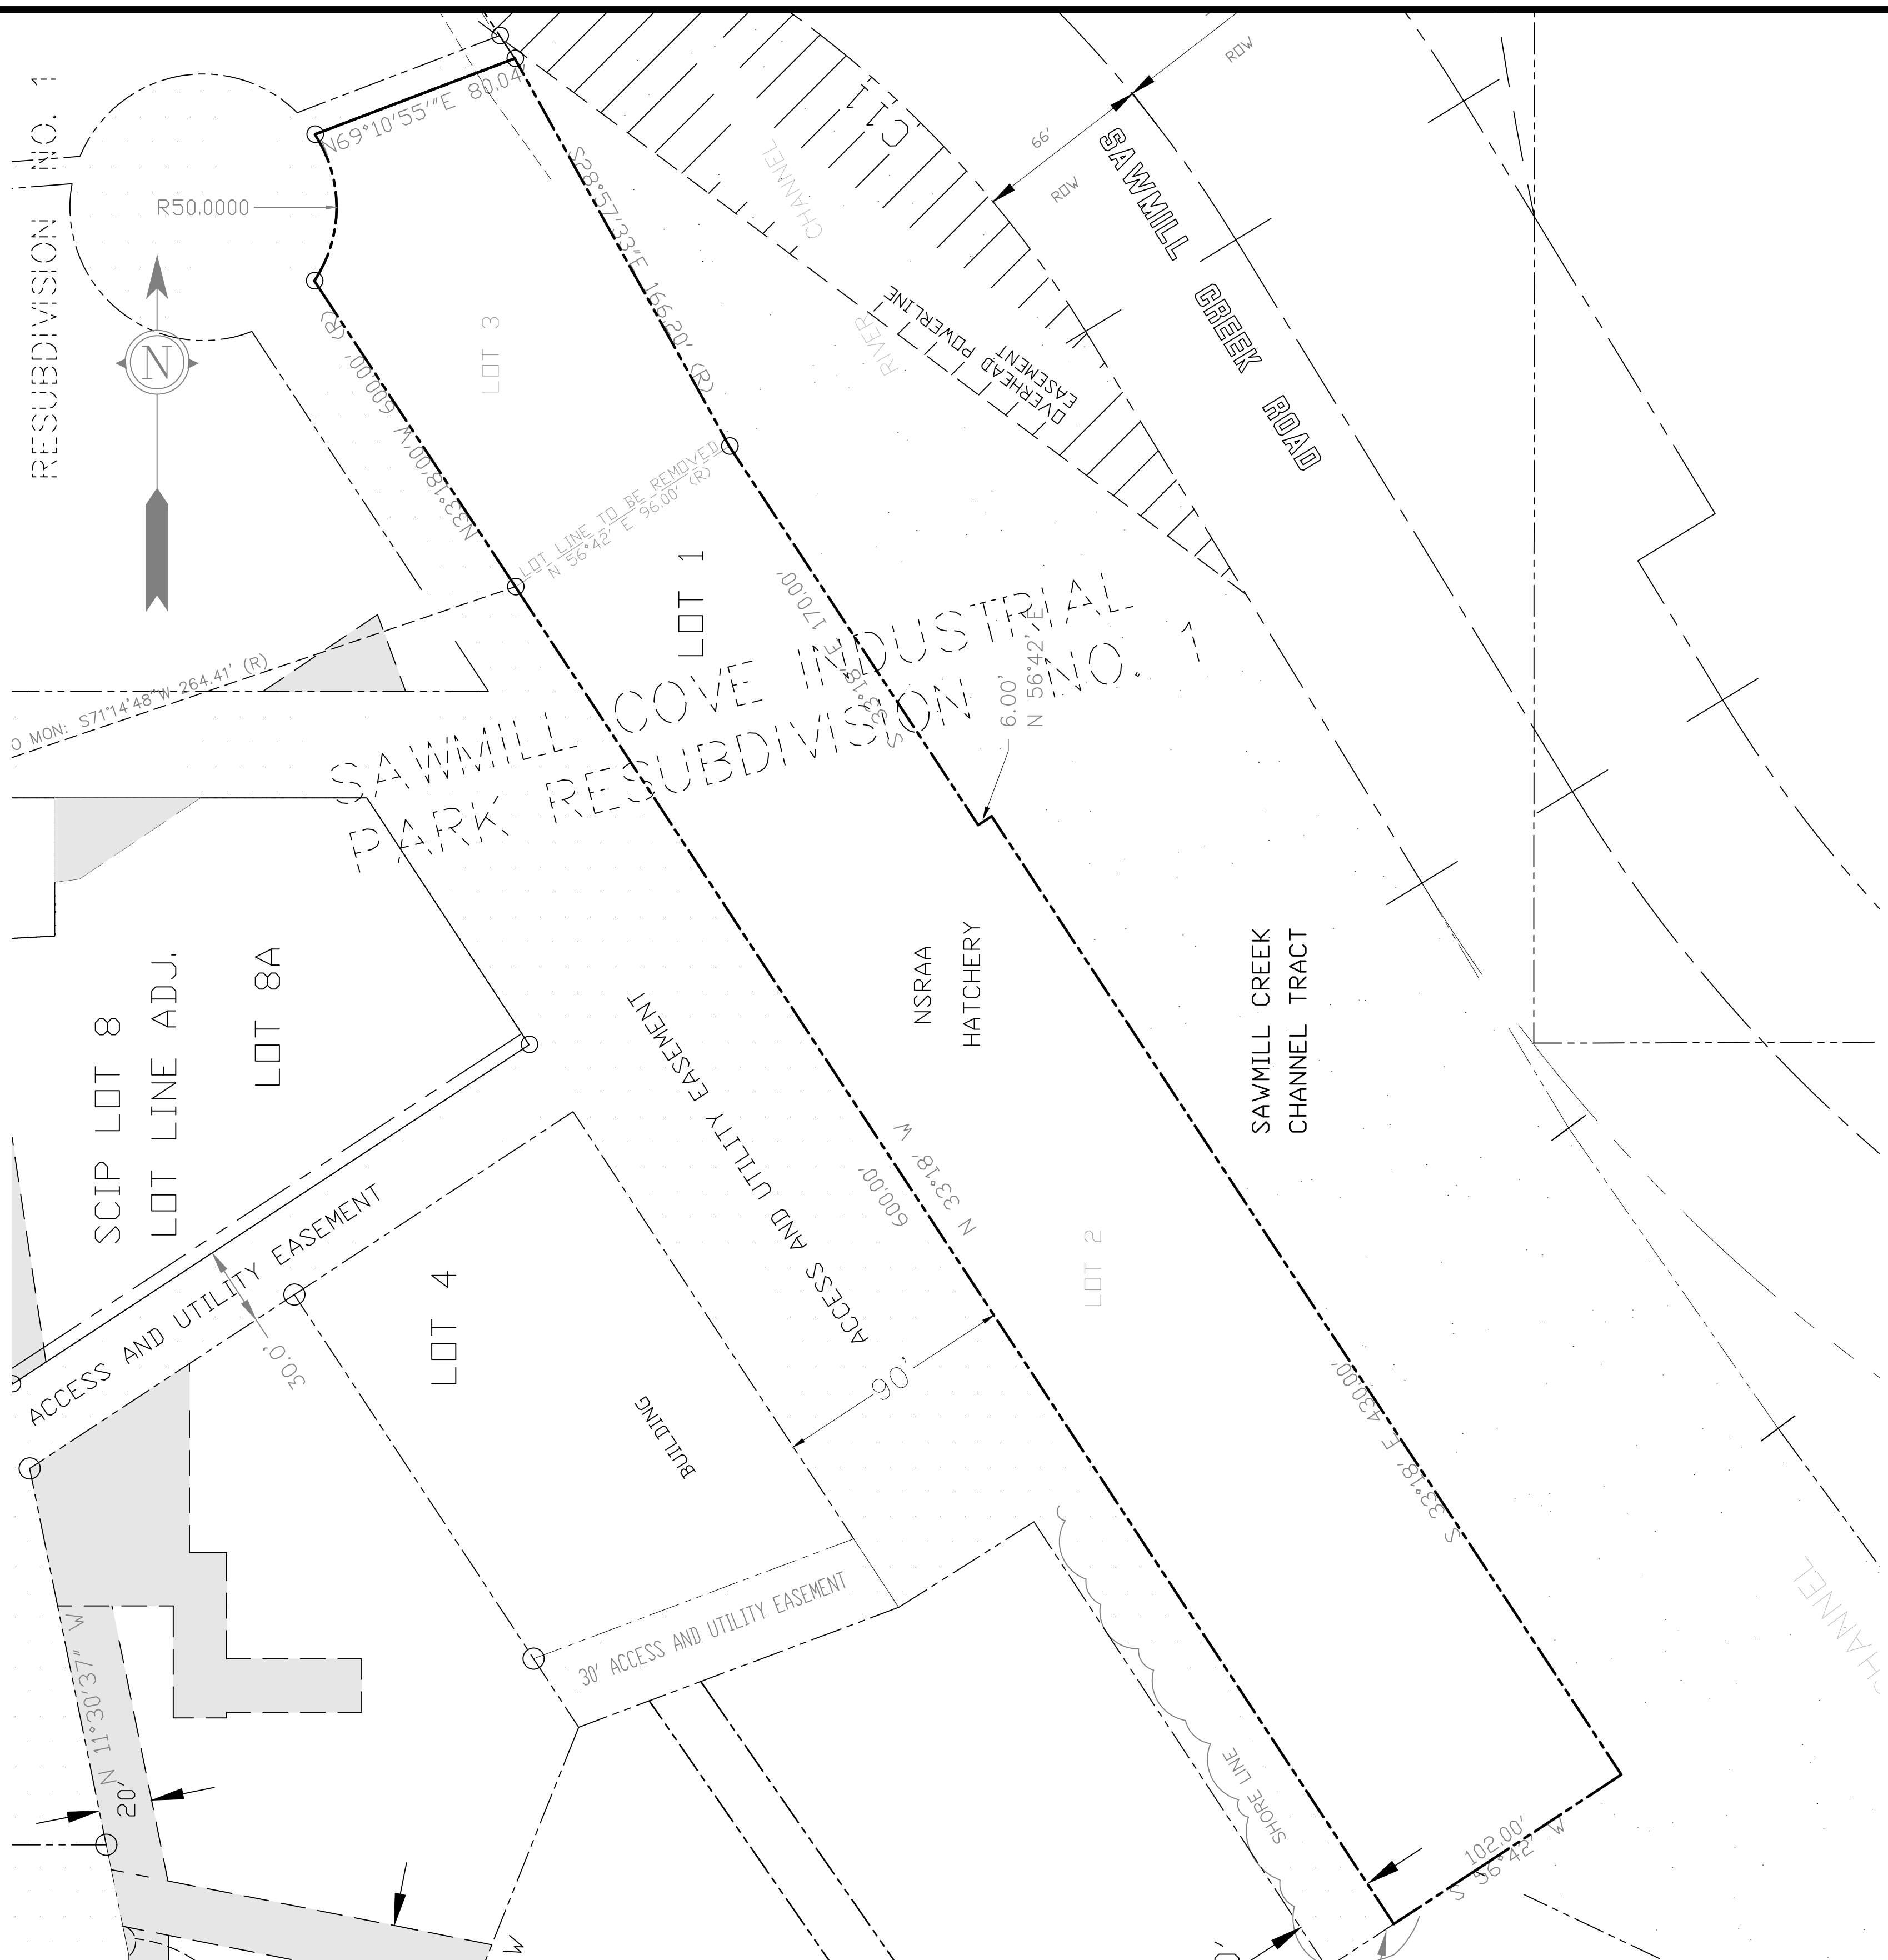 RESUBDIVISION NO. 1
N69°10'55"E 80.04'
R50.0000
N
LOT 3
S28°57'33"E 166.20' (R)
N33°18'00"W 600.00' (R)
LOT LINE TO BE REMOVED
N 56°42' E 96.00' (R)
C11
CHANNEL
RIVER
OVERHEAD POWERLINE
EASEMENT
ROW
66'
ROW
SAWMILL CREEK ROAD
LOT 1
S 33°18' E 170.00'
6.00'
N 56°42' E
SAWMILL COVE INDUSTRIAL
PARK RESUBDIVISION NO. 1
MON: S71°14'48"W 264.41' (R)
SCIP LOT 8
LOT LINE ADJ.
LOT 8A
NSRAA
HATCHERY
SAWMILL CREEK
CHANNEL TRACT
ACCESS AND UTILITY EASEMENT
N 33°18' W
600.00'
LOT 2
ACCESS AND UTILITY EASEMENT
30.0'
LOT 4
BUILDING
90'
430.00'
S 33°18' E
30' ACCESS AND UTILITY EASEMENT
N 11°30'37" W
20'
SHORE LINE
102.00'
S 56°42' W
CHANNEL
W